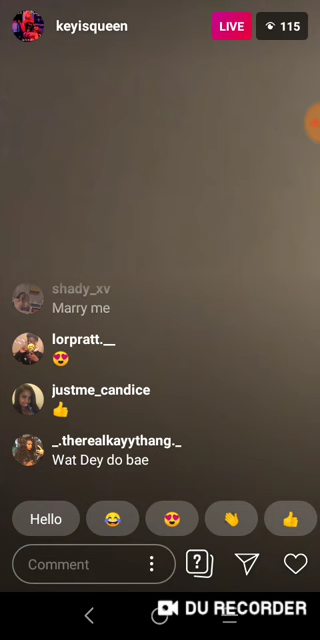 keyisqueen
LIVE
115
shady_xv
Marry me
lorpratt.__
😍
justme_candice
👍
_.therealkayythang._
Wat Dey do bae
Hello 😂 😍 👏 👍
Comment
DU RECORDER